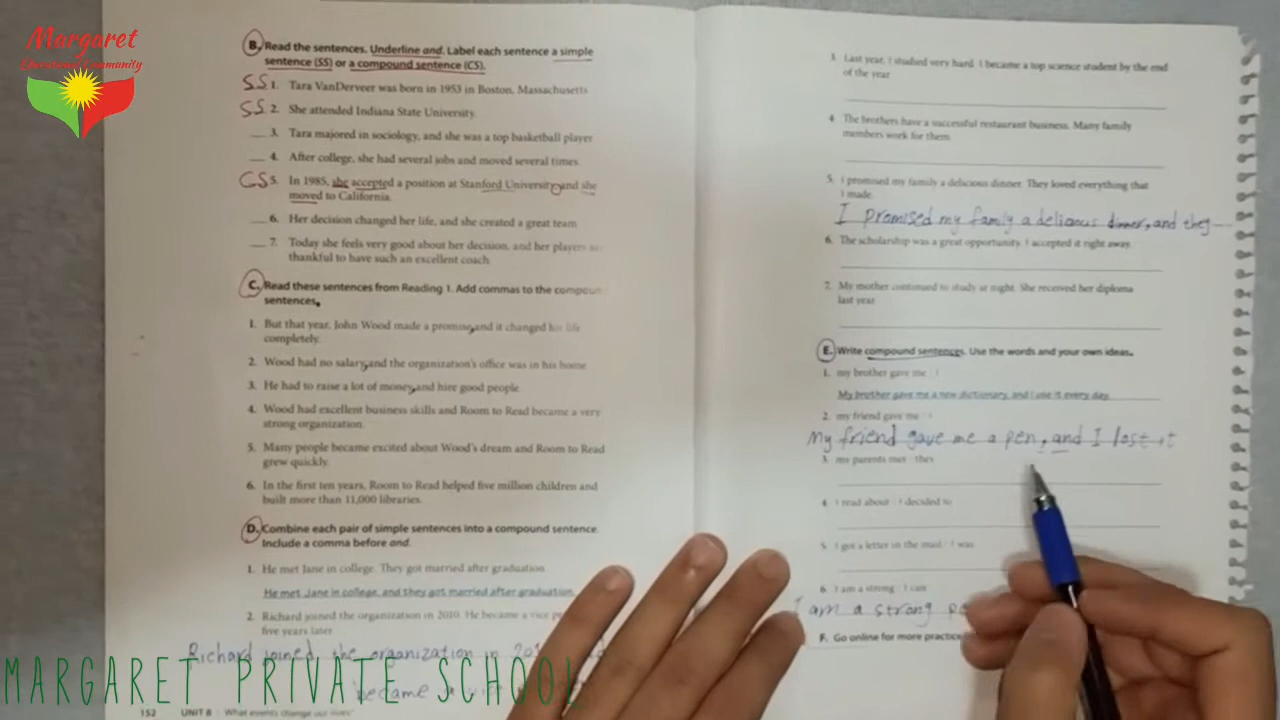 Margaret
Educational Community
B. Read the sentences. Underline and. Label each sentence a simple
sentence (SS) or a compound sentence (CS).
SS 1. Tara VanDerveer was born in 1953 in Boston, Massachusetts
SS 2. She attended Indiana State University.
__ 3. Tara majored in sociology, and she was a top basketball player
__ 4. After college, she had several jobs and moved several times.
CS 5. In 1985, she accepted a position at Stanford University and she
moved to California.
__ 6. Her decision changed her life, and she created a great team
__ 7. Today she feels very good about her decision, and her players are
thankful to have such an excellent coach
C. Read these sentences from Reading 1. Add commas to the compound
sentences.
1. But that year, John Wood made a promise, and it changed his life
completely.
2. Wood had no salary, and the organization's office was in his home
3. He had to raise a lot of money, and hire good people
4. Wood had excellent business skills and Room to Read became a very
strong organization.
5. Many people became excited about Wood's dream and Room to Read
grew quickly.
6. In the first ten years, Room to Read helped five million children and
built more than 11,000 libraries.
D. Combine each pair of simple sentences into a compound sentence.
Include a comma before and.
1. He met Jane in college. They got married after graduation
He met Jane in college, and they got married after graduation.
2. Richard joined the organization in 2010. He became a vice
five years later
Richard joined the organization in
became a
152 UNIT 8 What events change our lives?
3. Last year, I studied very hard. I became a top science student by the end
of the year
4. The brothers have a successful restaurant business. Many family
members work for them
5. I promised my family a delicious dinner. They loved everything that
I made.
I promised my family a delicious dinner, and they
6. The scholarship was a great opportunity. I accepted it right away.
7. My mother continued to study at night. She received her diploma
last year
E. Write compound sentences. Use the words and your own ideas.
1. my brother gave me / I
My brother gave me a new dictionary, and I use it every day.
2. my friend gave me / I
My friend gave me a pen, and I lost it
3. my parents met / they
4. I read about / I decided to
5. I got a letter in the mail / I was
6. I am a strong / I can
I am a strong
F. Go online for more practice
MARGARET PRIVATE SCHOOL